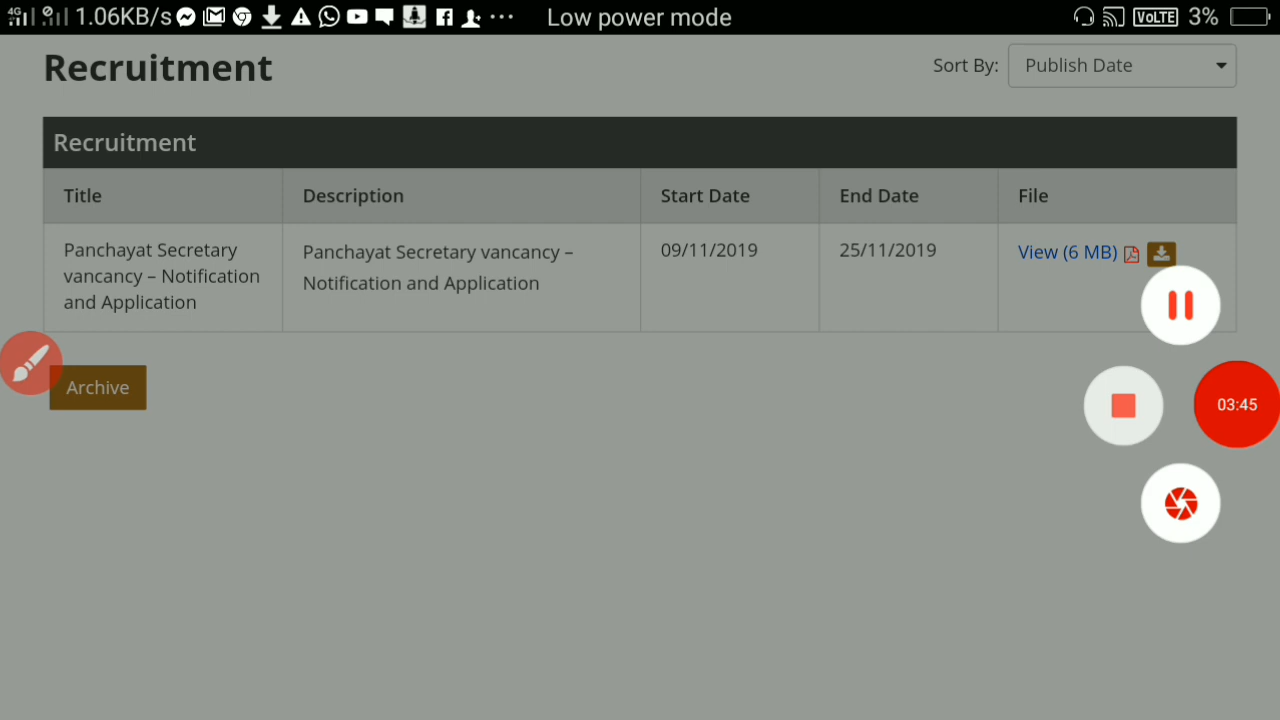 4G 1.06KB/s Low power mode VoLTE 3%
Recruitment
Sort By: Publish Date
Recruitment
Title Description Start Date End Date File
Panchayat Secretary vancancy – Notification and Application Panchayat Secretary vancancy – Notification and Application 09/11/2019 25/11/2019 View (6 MB)
Archive
03:45